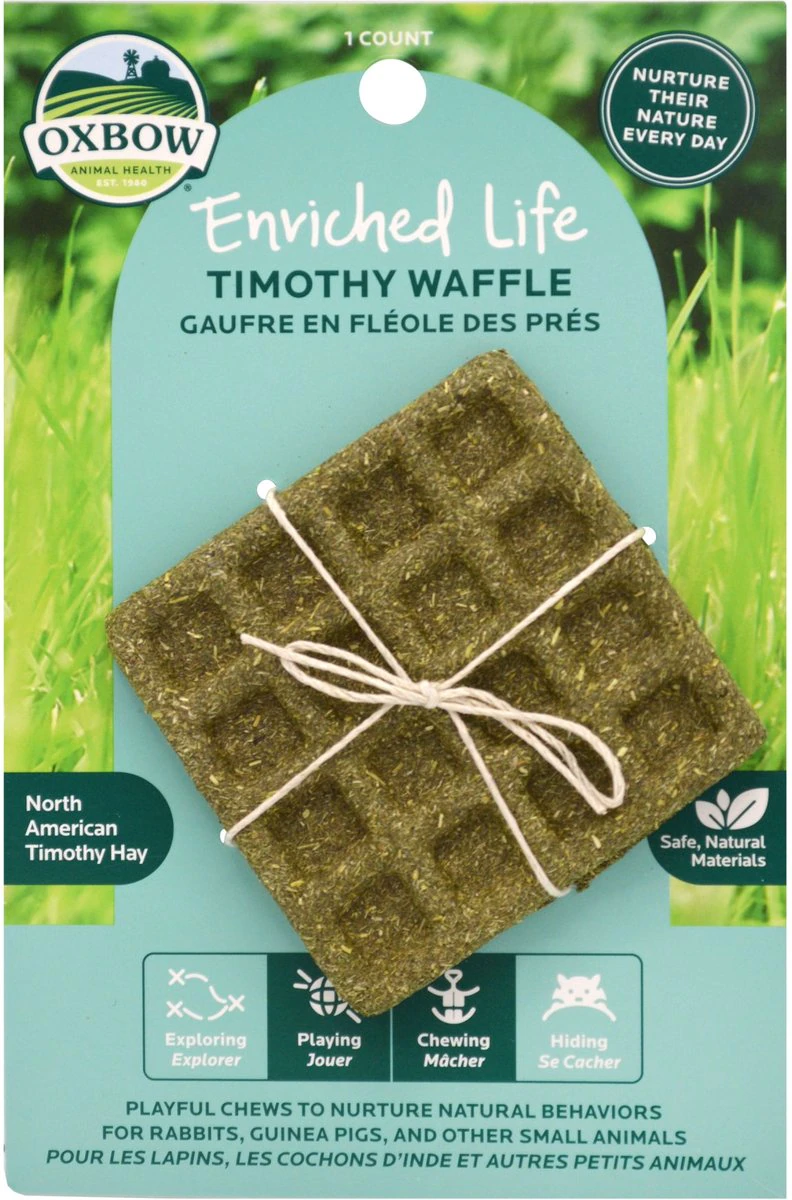 1 COUNT
OXBOW
ANIMAL HEALTH
EST. 1980
®
NURTURE
THEIR
NATURE
EVERY DAY
Enriched Life
TIMOTHY WAFFLE
GAUFRE EN FLÉOLE DES PRÉS
North
American
Timothy Hay
Safe, Natural
Materials
Exploring
Explorer
Playing
Jouer
Chewing
Mâcher
Hiding
Se Cacher
PLAYFUL CHEWS TO NURTURE NATURAL BEHAVIORS
FOR RABBITS, GUINEA PIGS, AND OTHER SMALL ANIMALS
POUR LES LAPINS, LES COCHONS D'INDE ET AUTRES PETITS ANIMAUX